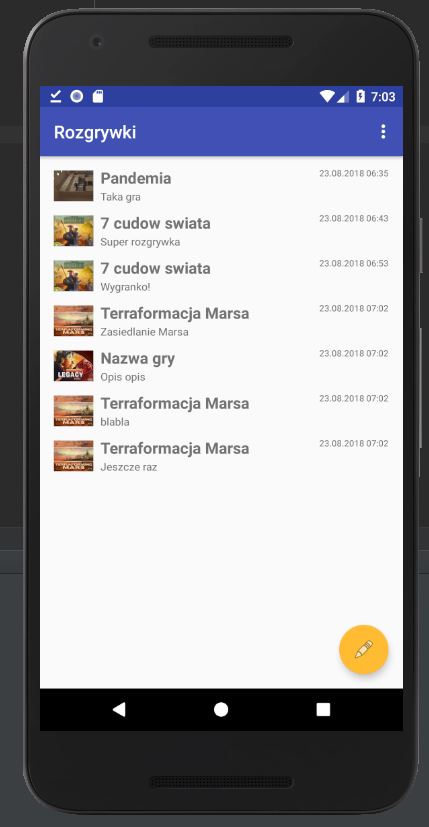 7:03
Rozgrywki
Pandemia 23.08.2018 06:35
Taka gra
7 cudow swiata 23.08.2018 06:43
Super rozgrywka
7 cudow swiata 23.08.2018 06:53
Wygranko!
Terraformacja Marsa 23.08.2018 07:02
Zasiedlanie Marsa
Nazwa gry 23.08.2018 07:02
LEGACY
Opis opis
Terraformacja Marsa 23.08.2018 07:02
blabla
Terraformacja Marsa 23.08.2018 07:02
Jeszcze raz